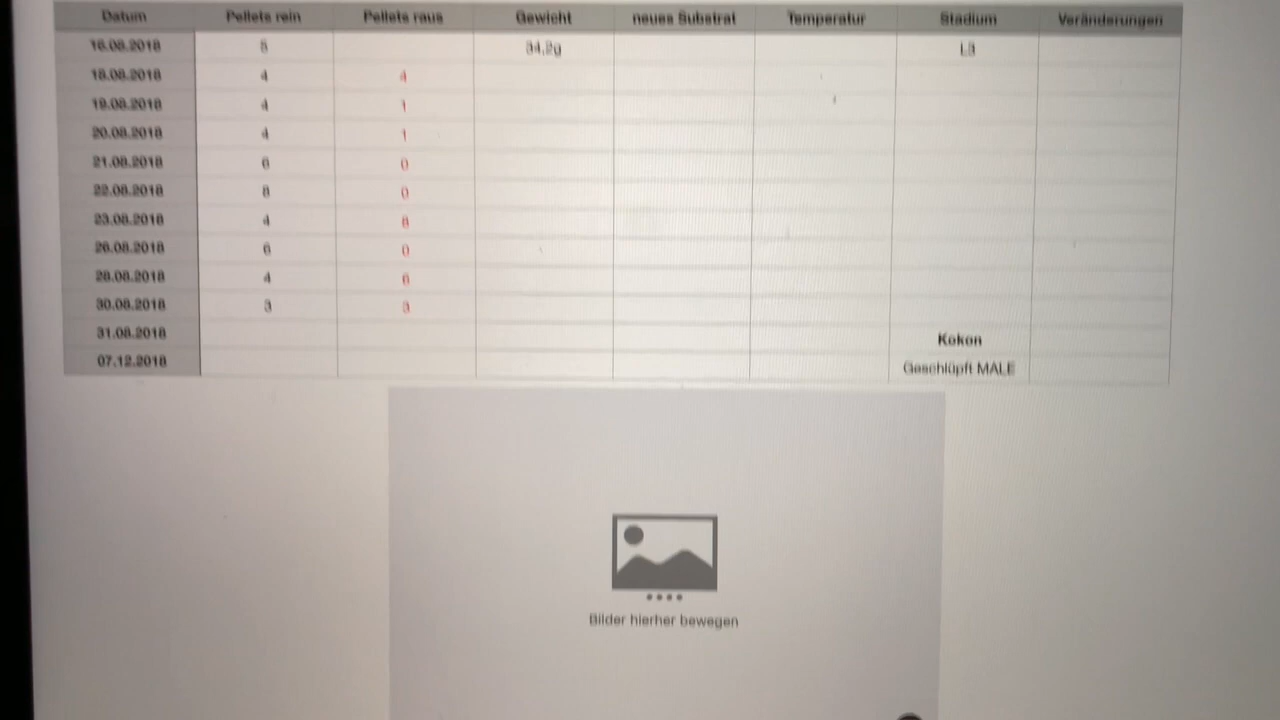 Datum Pellets rein Pellets raus Gewicht neues Substrat Temperatur Stadium Veränderungen
16.08.2018 5 34,2g L3
18.08.2018 4 4
19.08.2018 4 1
20.08.2018 4 1
21.08.2018 6 0
22.08.2018 8 0
23.08.2018 4 8
26.08.2018 6 0
28.08.2018 4 6
30.08.2018 3 3
31.08.2018 Kokon
07.12.2018 Geschlüpft MALE
Bilder hierher bewegen